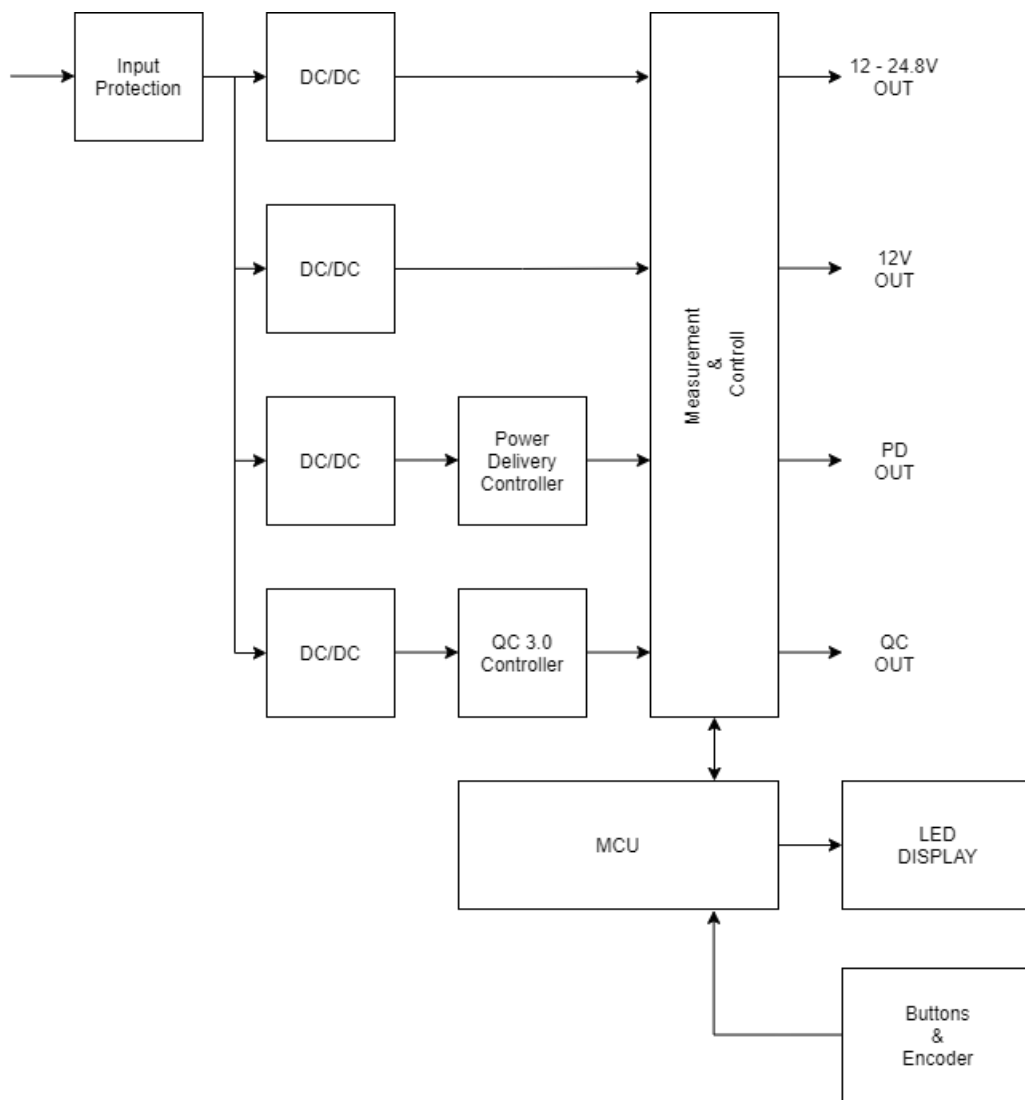 Input
Protection
DC/DC
12 - 24.8V
OUT
DC/DC
12V
OUT
Measurement
&
Controll
DC/DC
Power
Delivery
Controller
PD
OUT
DC/DC
QC 3.0
Controller
QC
OUT
MCU
LED
DISPLAY
Buttons
&
Encoder